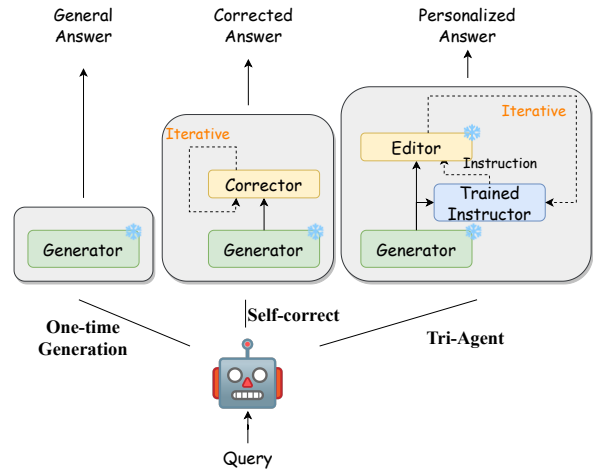 General
Answer
Corrected
Answer
Personalized
Answer
Iterative
Corrector
Generator
Generator
Iterative
Editor
Instruction
Trained
Instructor
Generator
One-time
Generation
Self-correct
Tri-Agent
Query